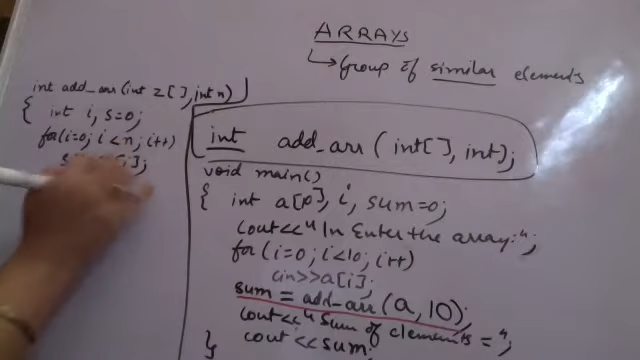 ARRAYS
Group of similar elements
int add_arr(int z[], int n)
{ int i, s=0;
for(i=0; i<n; i++)
int add_arr(int[], int);
void main()
{ int a[10], i, sum=0;
cout<<"\n Enter the array:";
for(i=0; i<10; i++)
cin>>a[i];
sum = add_arr(a, 10);
cout<<"Sum of elements = ";
cout<<sum;
}